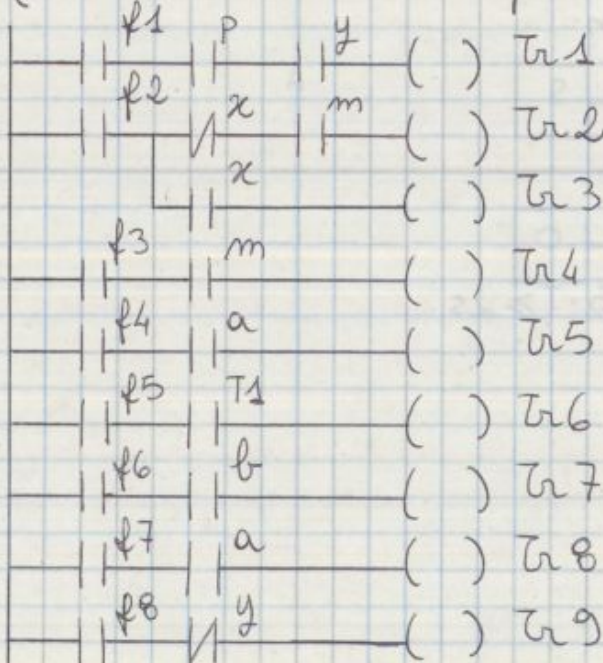 f1 p y Tr1
f2 x m Tr2
x Tr3
f3 m Tr4
f4 a Tr5
f5 T1 Tr6
f6 b Tr7
f7 a Tr8
f8 y Tr9